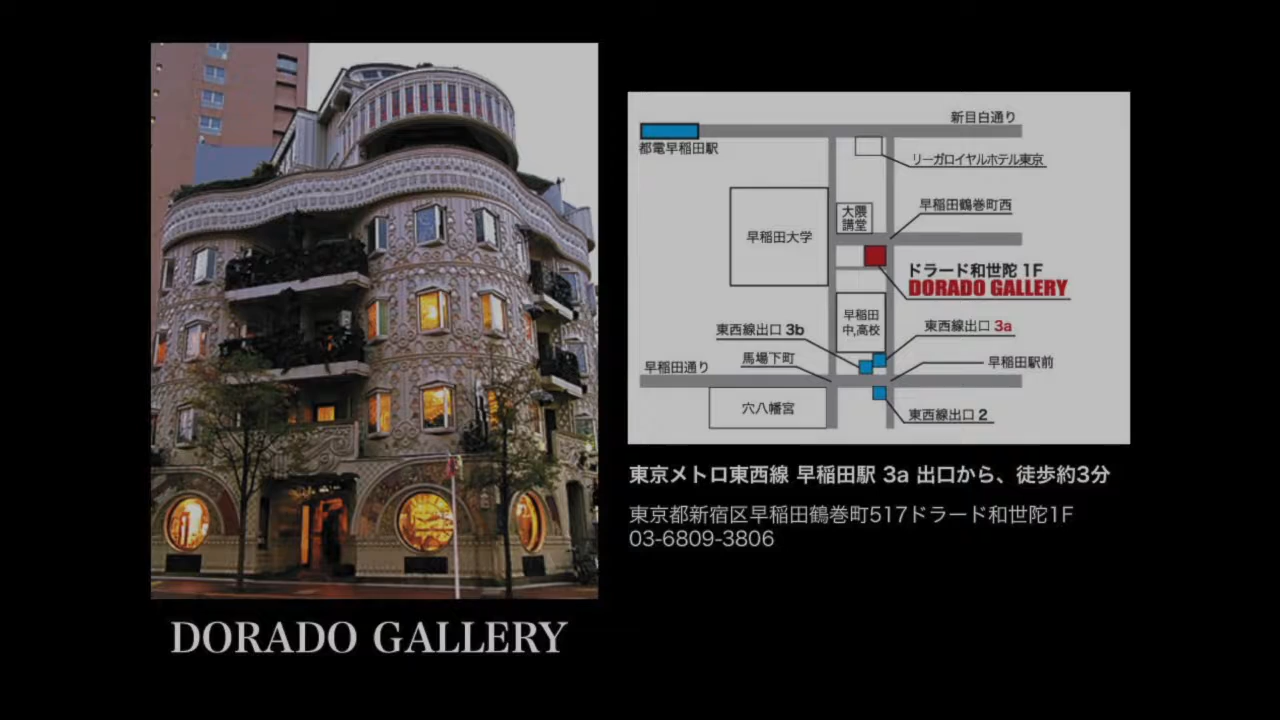 DORADO GALLERY
新目白通り
都電早稲田駅
リーガロイヤルホテル東京
早稲田鶴巻町西
大隈
講堂
早稲田大学
ドラード和世陀 1F
DORADO GALLERY
早稲田
中,高校
東西線出口 3b
東西線出口 3a
馬場下町
早稲田駅前
早稲田通り
穴八幡宮
東西線出口 2
東京メトロ東西線 早稲田駅 3a 出口から、徒歩約3分
東京都新宿区早稲田鶴巻町517ドラード和世陀1F
03-6809-3806